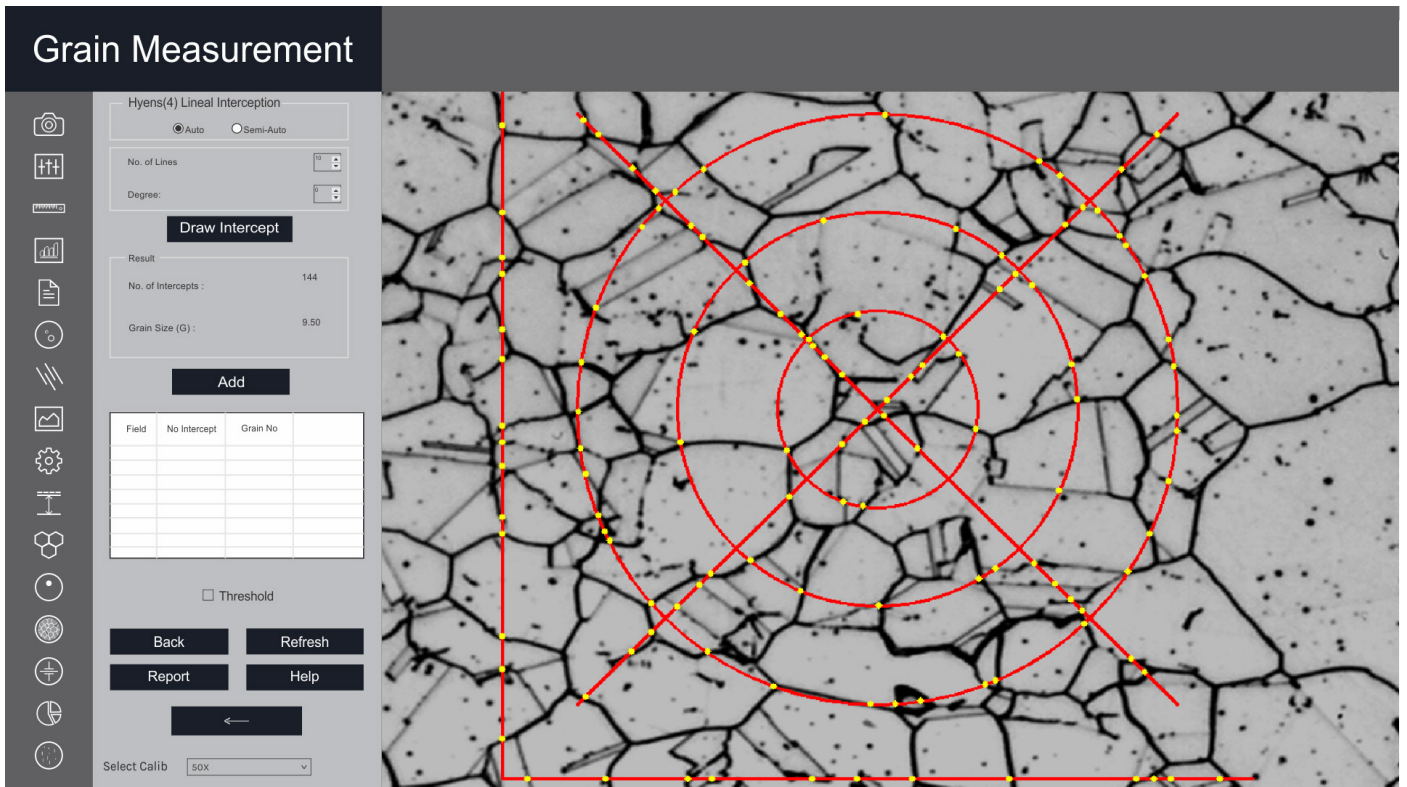 Grain Measurement
Hyens(4) Lineal Interception
Auto Semi-Auto
No. of Lines 10
Degree: 0
Draw Intercept
Result
No. of Intercepts : 144
Grain Size (G) : 9.50
Add
Field No Intercept Grain No
Threshold
Back Refresh
Report Help
Select Calib 50X